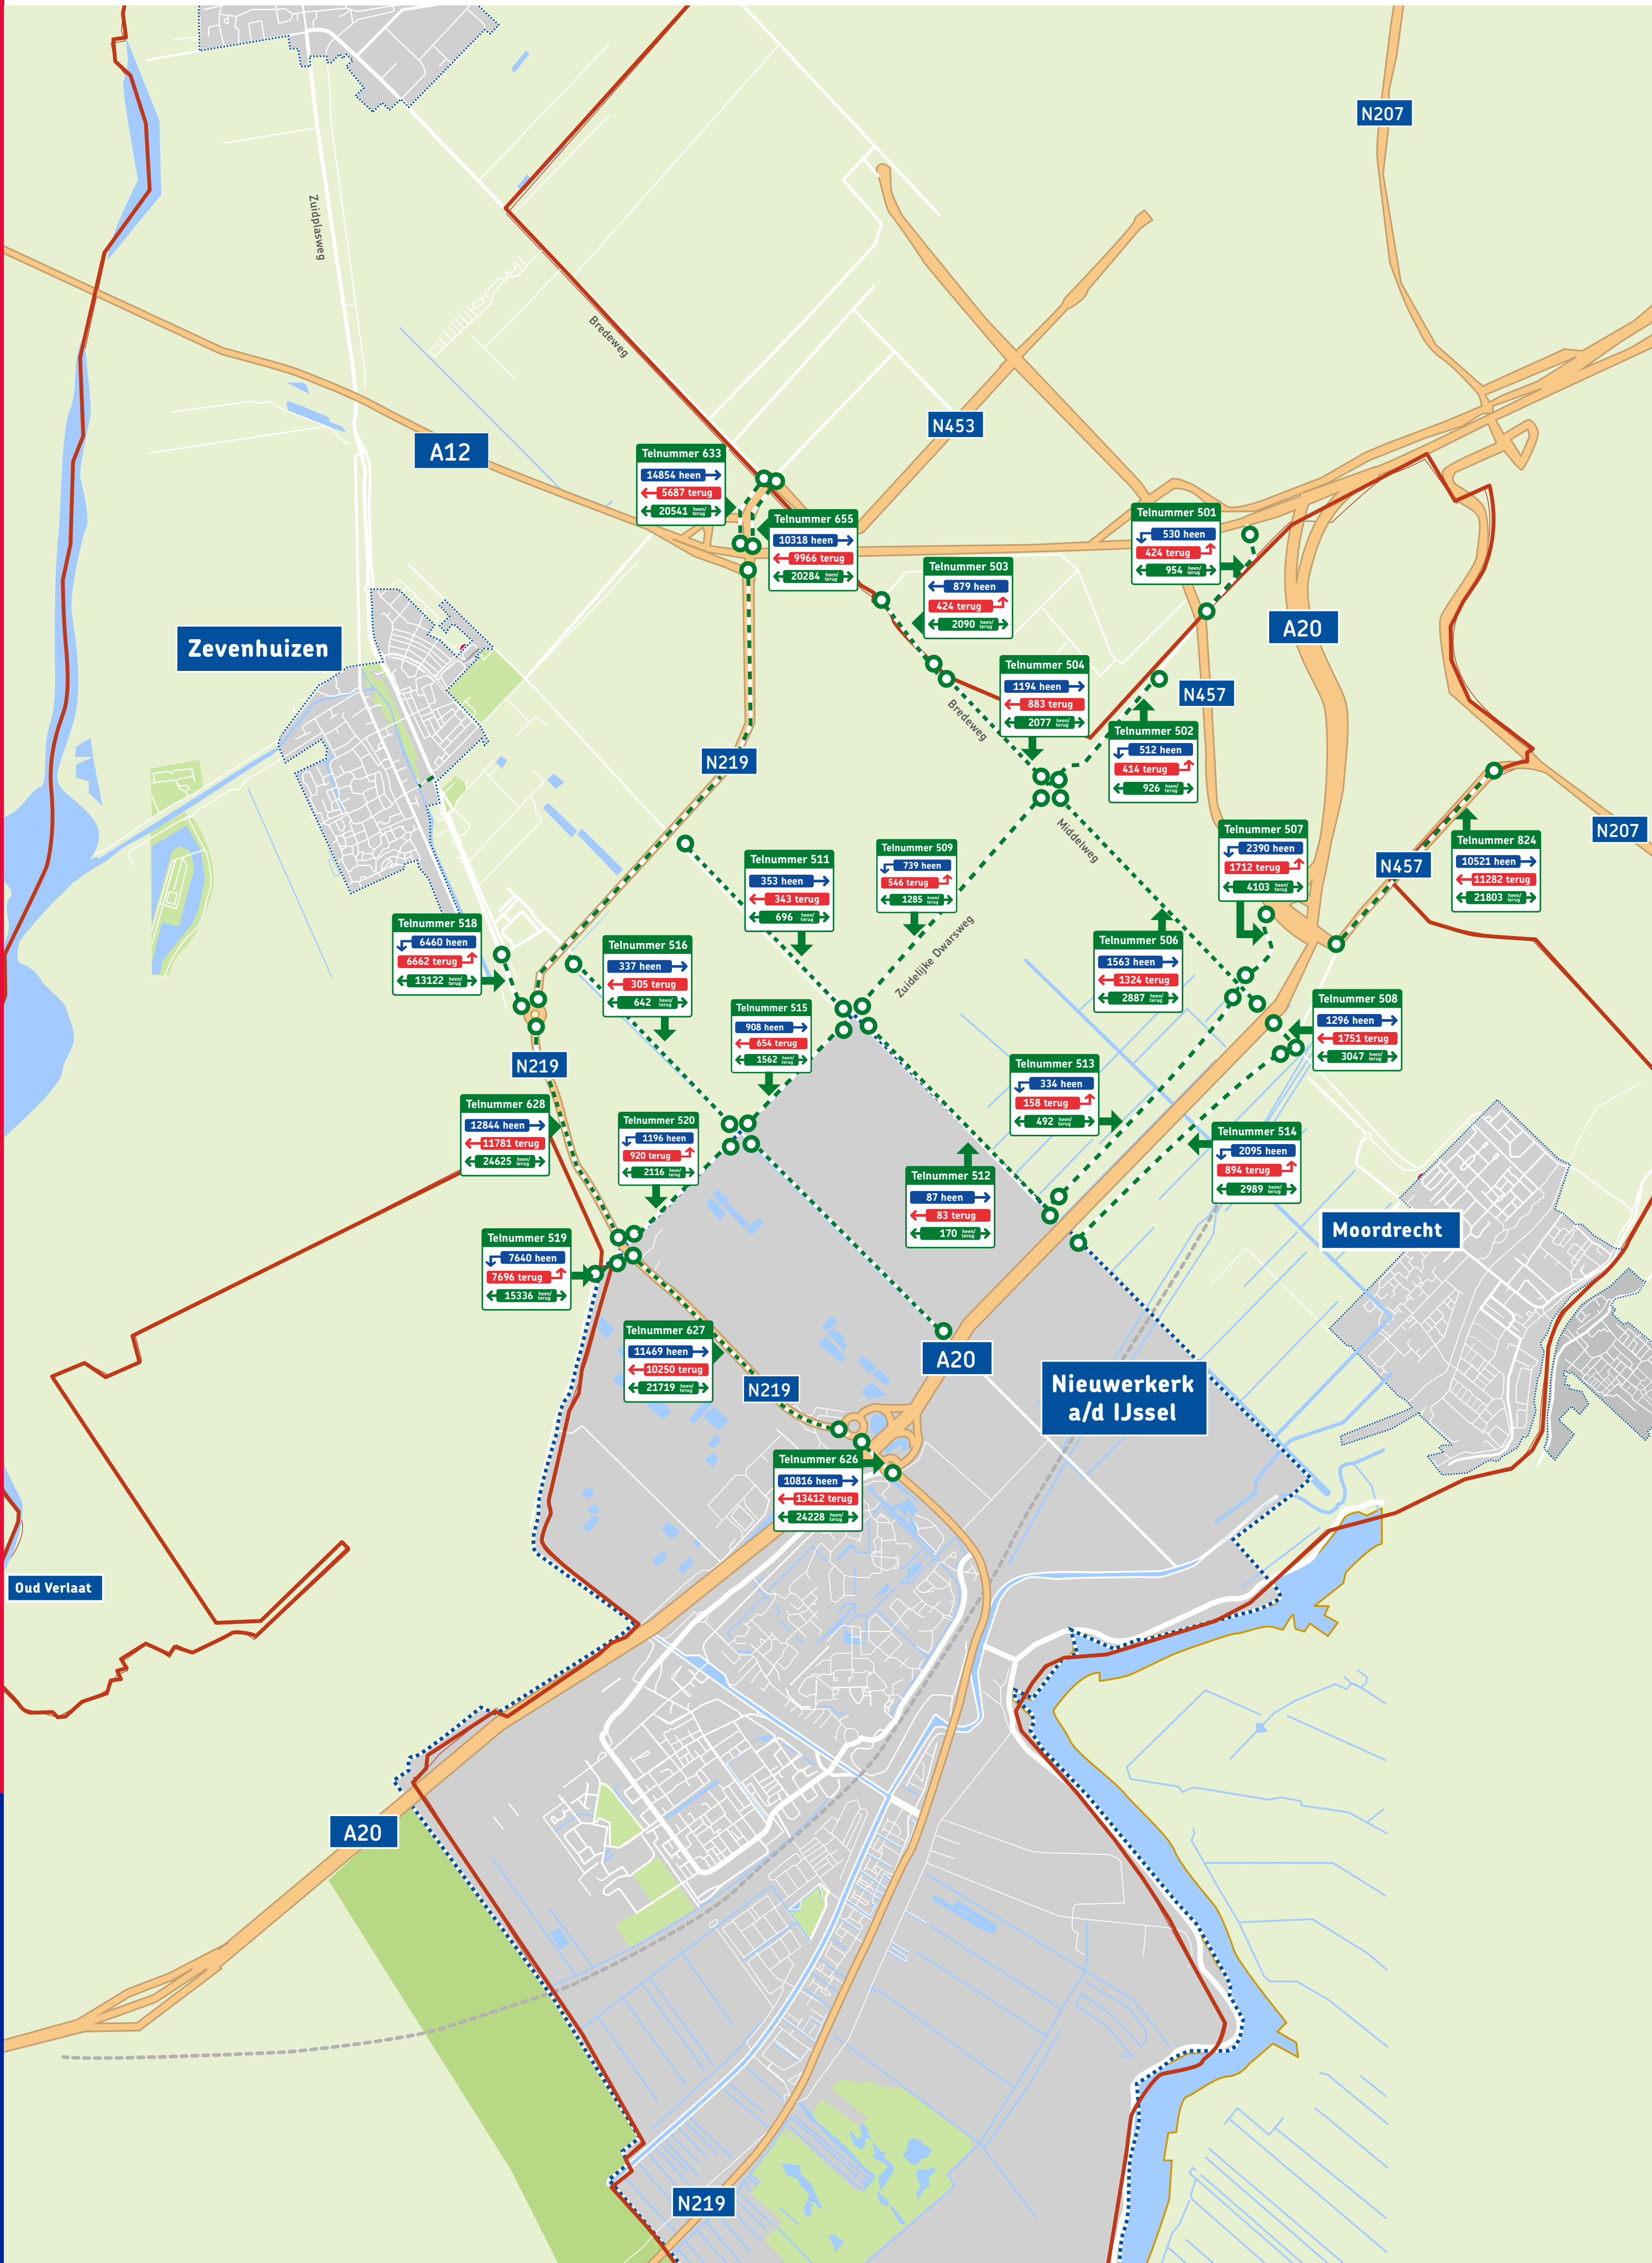 N207
Zuidplasweg
Bredeweg
N453
A12
Telnummer 633
14854 heen
5687 terug
20541 heen/terug
Telnummer 655
10318 heen
9966 terug
20284 heen/terug
Telnummer 501
530 heen
424 terug
954 heen/terug
Telnummer 503
879 heen
424 terug
2090 heen/terug
A20
Zevenhuizen
Telnummer 504
1194 heen
883 terug
2077 heen/terug
N457
Bredeweg
Telnummer 502
512 heen
414 terug
926 heen/terug
N219
Middelweg
Telnummer 507
2390 heen
1712 terug
4103 heen/terug
N207
Telnummer 824
10521 heen
11282 terug
21803 heen/terug
N457
Telnummer 511
353 heen
343 terug
696 heen/terug
Telnummer 509
739 heen
546 terug
1285 heen/terug
Telnummer 518
6460 heen
6662 terug
13122 heen/terug
Telnummer 516
337 heen
305 terug
642 heen/terug
Zuidelijke Dwarsweg
Telnummer 506
1563 heen
1324 terug
2887 heen/terug
Telnummer 515
908 heen
654 terug
1562 heen/terug
Telnummer 508
1296 heen
1751 terug
3047 heen/terug
N219
Telnummer 513
334 heen
158 terug
492 heen/terug
Telnummer 628
12844 heen
11781 terug
24625 heen/terug
Telnummer 520
1196 heen
920 terug
2116 heen/terug
Telnummer 514
2095 heen
894 terug
2989 heen/terug
Telnummer 512
87 heen
83 terug
170 heen/terug
Moordrecht
Telnummer 519
7640 heen
7696 terug
15336 heen/terug
Telnummer 627
11469 heen
10250 terug
21719 heen/terug
A20
N219
Nieuwerkerk
a/d IJssel
Telnummer 626
10816 heen
13412 terug
24228 heen/terug
Oud Verlaat
A20
N219